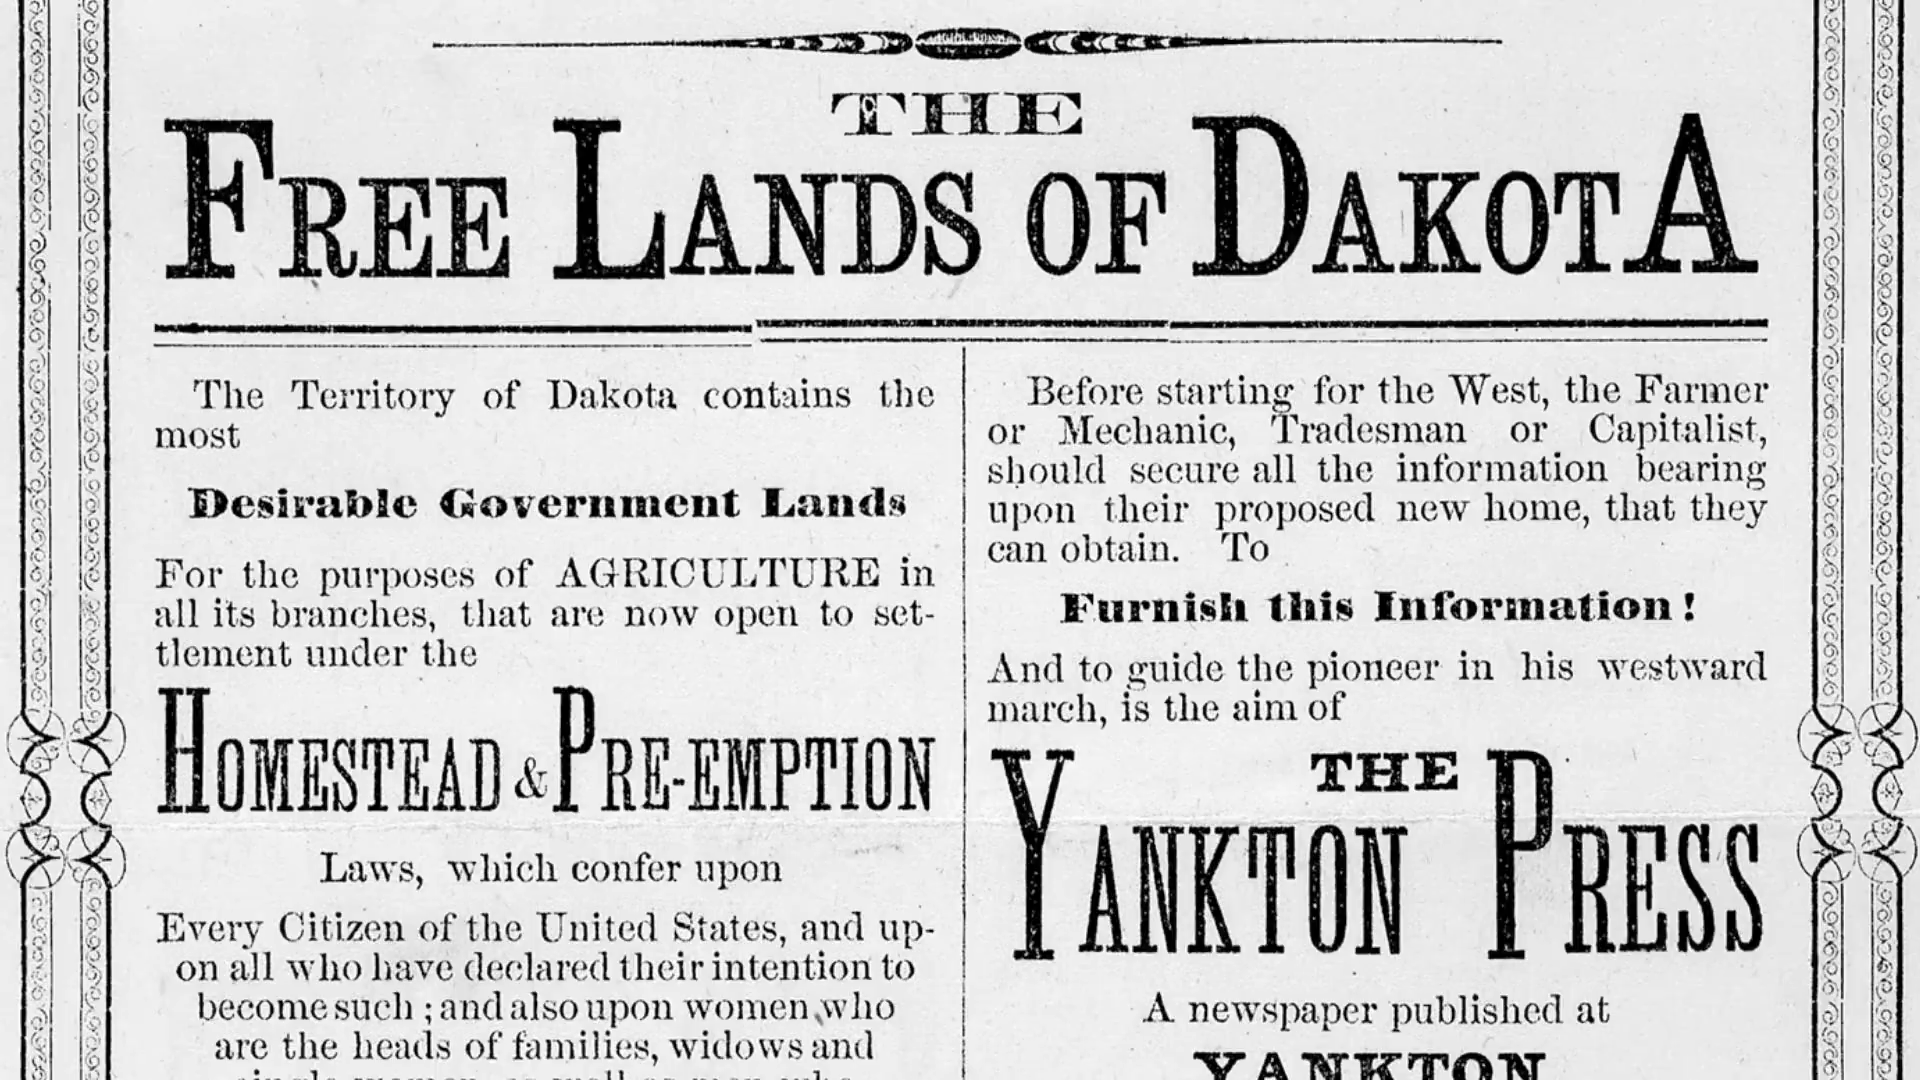 THE
FREE LANDS OF DAKOTA
The Territory of Dakota contains the
most
Desirable Government Lands
For the purposes of AGRICULTURE in
all its branches, that are now open to set-
tlement under the
HOMESTEAD & PRE-EMPTION
Laws, which confer upon
Every Citizen of the United States, and up-
on all who have declared their intention to
become such ; and also upon women who
are the heads of families, widows and
Before starting for the West, the Farmer
or Mechanic, Tradesman or Capitalist,
should secure all the information bearing
upon their proposed new home, that they
can obtain. To
Furnish this Information!
And to guide the pioneer in his westward
march, is the aim of
THE
YANKTON PRESS
A newspaper published at
YANKTON